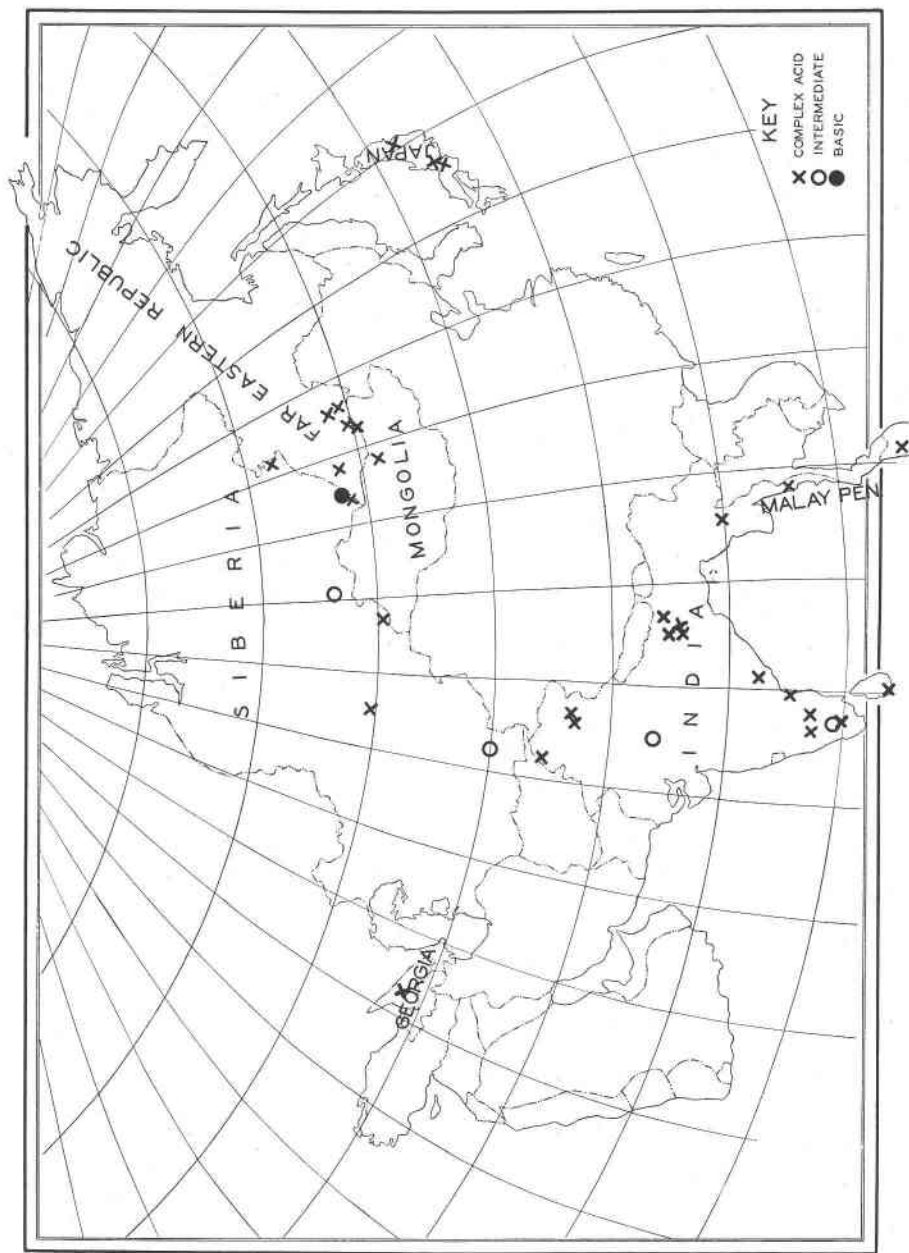 FAR EASTERN REPUBLIC
SIBERIA
JAPAN
MONGOLIA
GEORGIA
INDIA
MALAY PEN.
KEY
COMPLEX ACID
INTERMEDIATE
BASIC